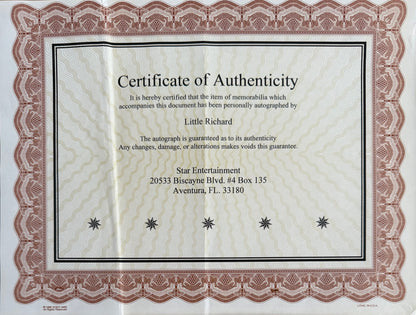 Certificate of Authenticity
It is hereby certified that the item of memorabilia which
accompanies this document has been personally autographed by
Little Richard
The autograph is guaranteed as to its authenticity
Any changes, damage, or alterations makes voids this guarantee.
Star Entertainment
20533 Biscayne Blvd. #4 Box 135
Aventura, FL. 33180